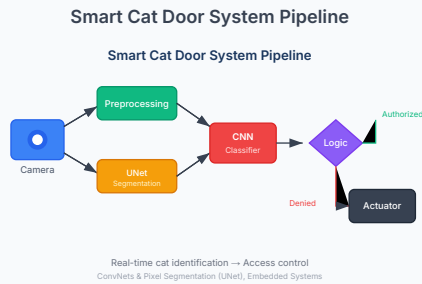 Smart Cat Door System Pipeline
Smart Cat Door System Pipeline
Preprocessing
Authorized
CNN
Classifier
Logic
Camera
UNet
Segmentation
Denied
Actuator
Real-time cat identification → Access control
ConvNets & Pixel Segmentation (UNet), Embedded Systems